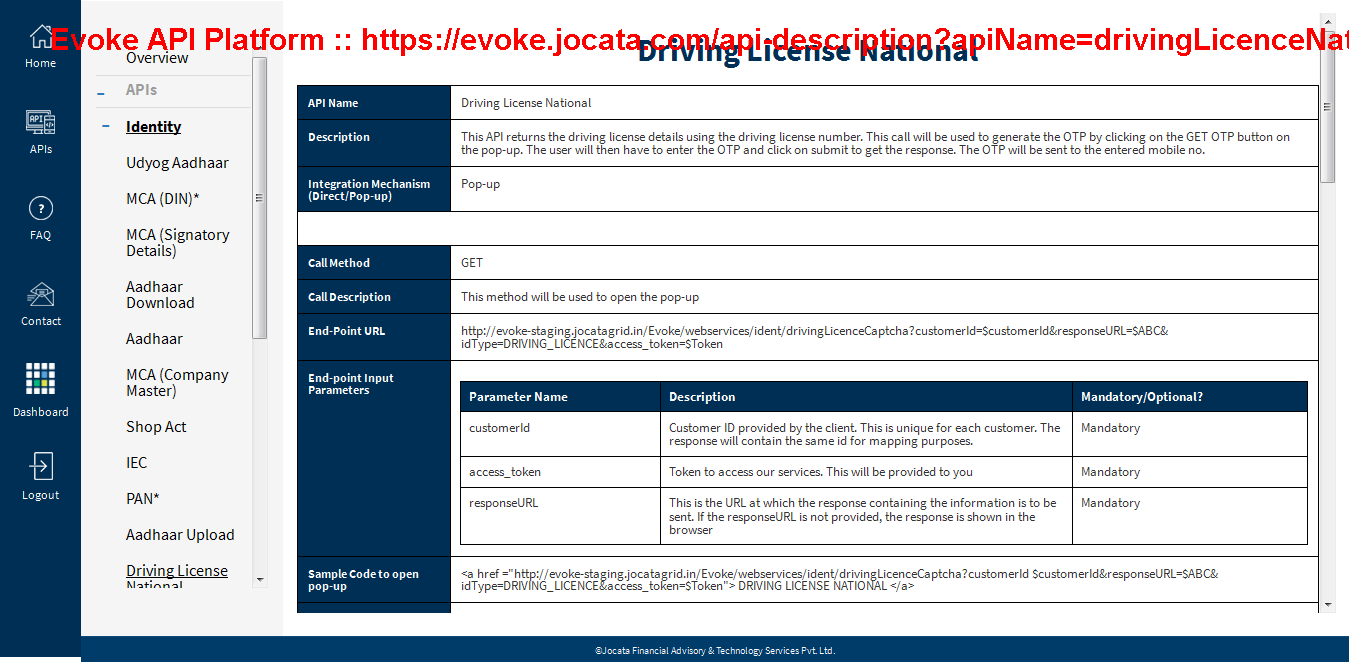 Evoke API Platform :: https://evoke.jocata.com/api-description?apiName=drivingLicenceNat
Home
APIs
FAQ
Contact
Dashboard
Logout
Overview
APIs
Identity
Udyog Aadhaar
MCA (DIN)*
MCA (Signatory
Details)
Aadhaar
Download
Aadhaar
MCA (Company
Master)
Shop Act
IEC
PAN*
Aadhaar Upload
Driving License
National
Driving License National
API Name
Driving License National
Description
This API returns the driving license details using the driving license number. This call will be used to generate the OTP by clicking on the GET OTP button on
the pop-up. The user will then have to enter the OTP and click on submit to get the response. The OTP will be sent to the entered mobile no.
Integration Mechanism
(Direct/Pop-up)
Pop-up
Call Method
GET
Call Description
This method will be used to open the pop-up
End-Point URL
http://evoke-staging.jocatagrid.in/Evoke/webservices/ident/drivingLicenceCaptcha?customerId=$customerId&responseURL=$ABC&
idType=DRIVING_LICENCE&access_token=$Token
End-point Input
Parameters
Parameter Name Description Mandatory/Optional?
customerId
Customer ID provided by the client. This is unique for each customer. The
response will contain the same id for mapping purposes.
Mandatory
access_token
Token to access our services. This will be provided to you
Mandatory
responseURL
This is the URL at which the response containing the information is to be
sent. If the responseURL is not provided, the response is shown in the
browser
Mandatory
Sample Code to open
pop-up
<a href ="http://evoke-staging.jocatagrid.in/Evoke/webservices/ident/drivingLicenceCaptcha?customerId $customerId&responseURL=$ABC&
idType=DRIVING_LICENCE&access_token=$Token"> DRIVING LICENSE NATIONAL </a>
©Jocata Financial Advisory & Technology Services Pvt. Ltd.